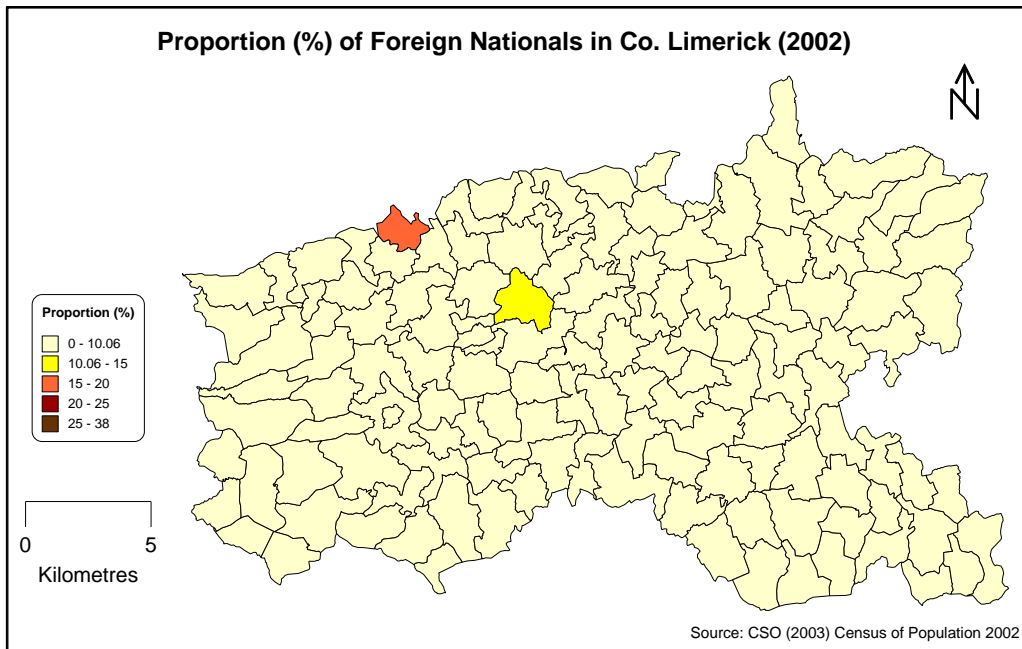 Proportion (%) of Foreign Nationals in Co. Limerick (2002)
N
Proportion (%)
0 - 10.06
10.06 - 15
15 - 20
20 - 25
25 - 38
0 5
Kilometres
Source: CSO (2003) Census of Population 2002